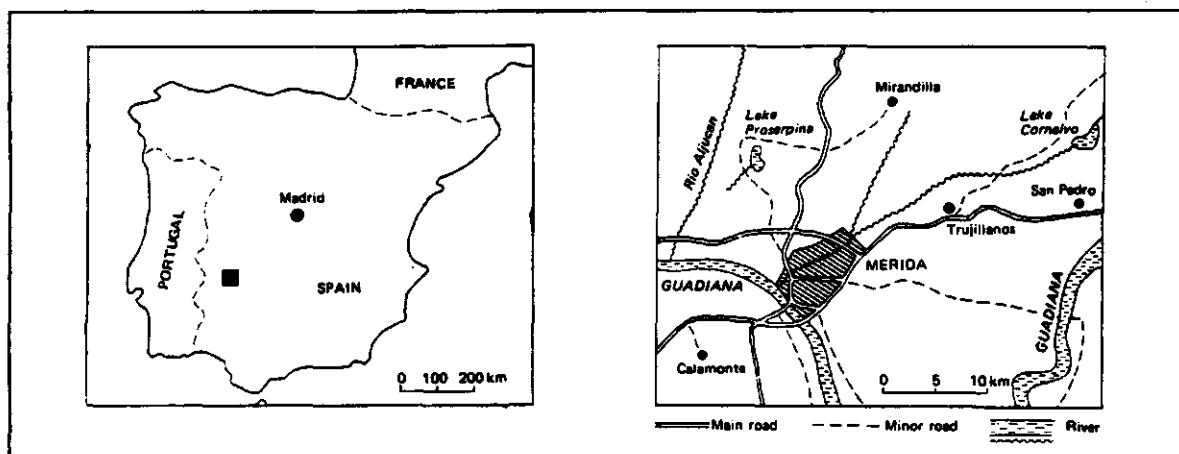 FRANCE
Madrid
PORTUGAL
SPAIN
0 100 200 km
Mirandilla
Lake
Proserpina
Rio Aljucan
Lake
Cornalvo
San Pedro
Trujillanos
MERIDA
GUADIANA
GUADIANA
Calamonte
0 5 10 km
Main road
Minor road
River